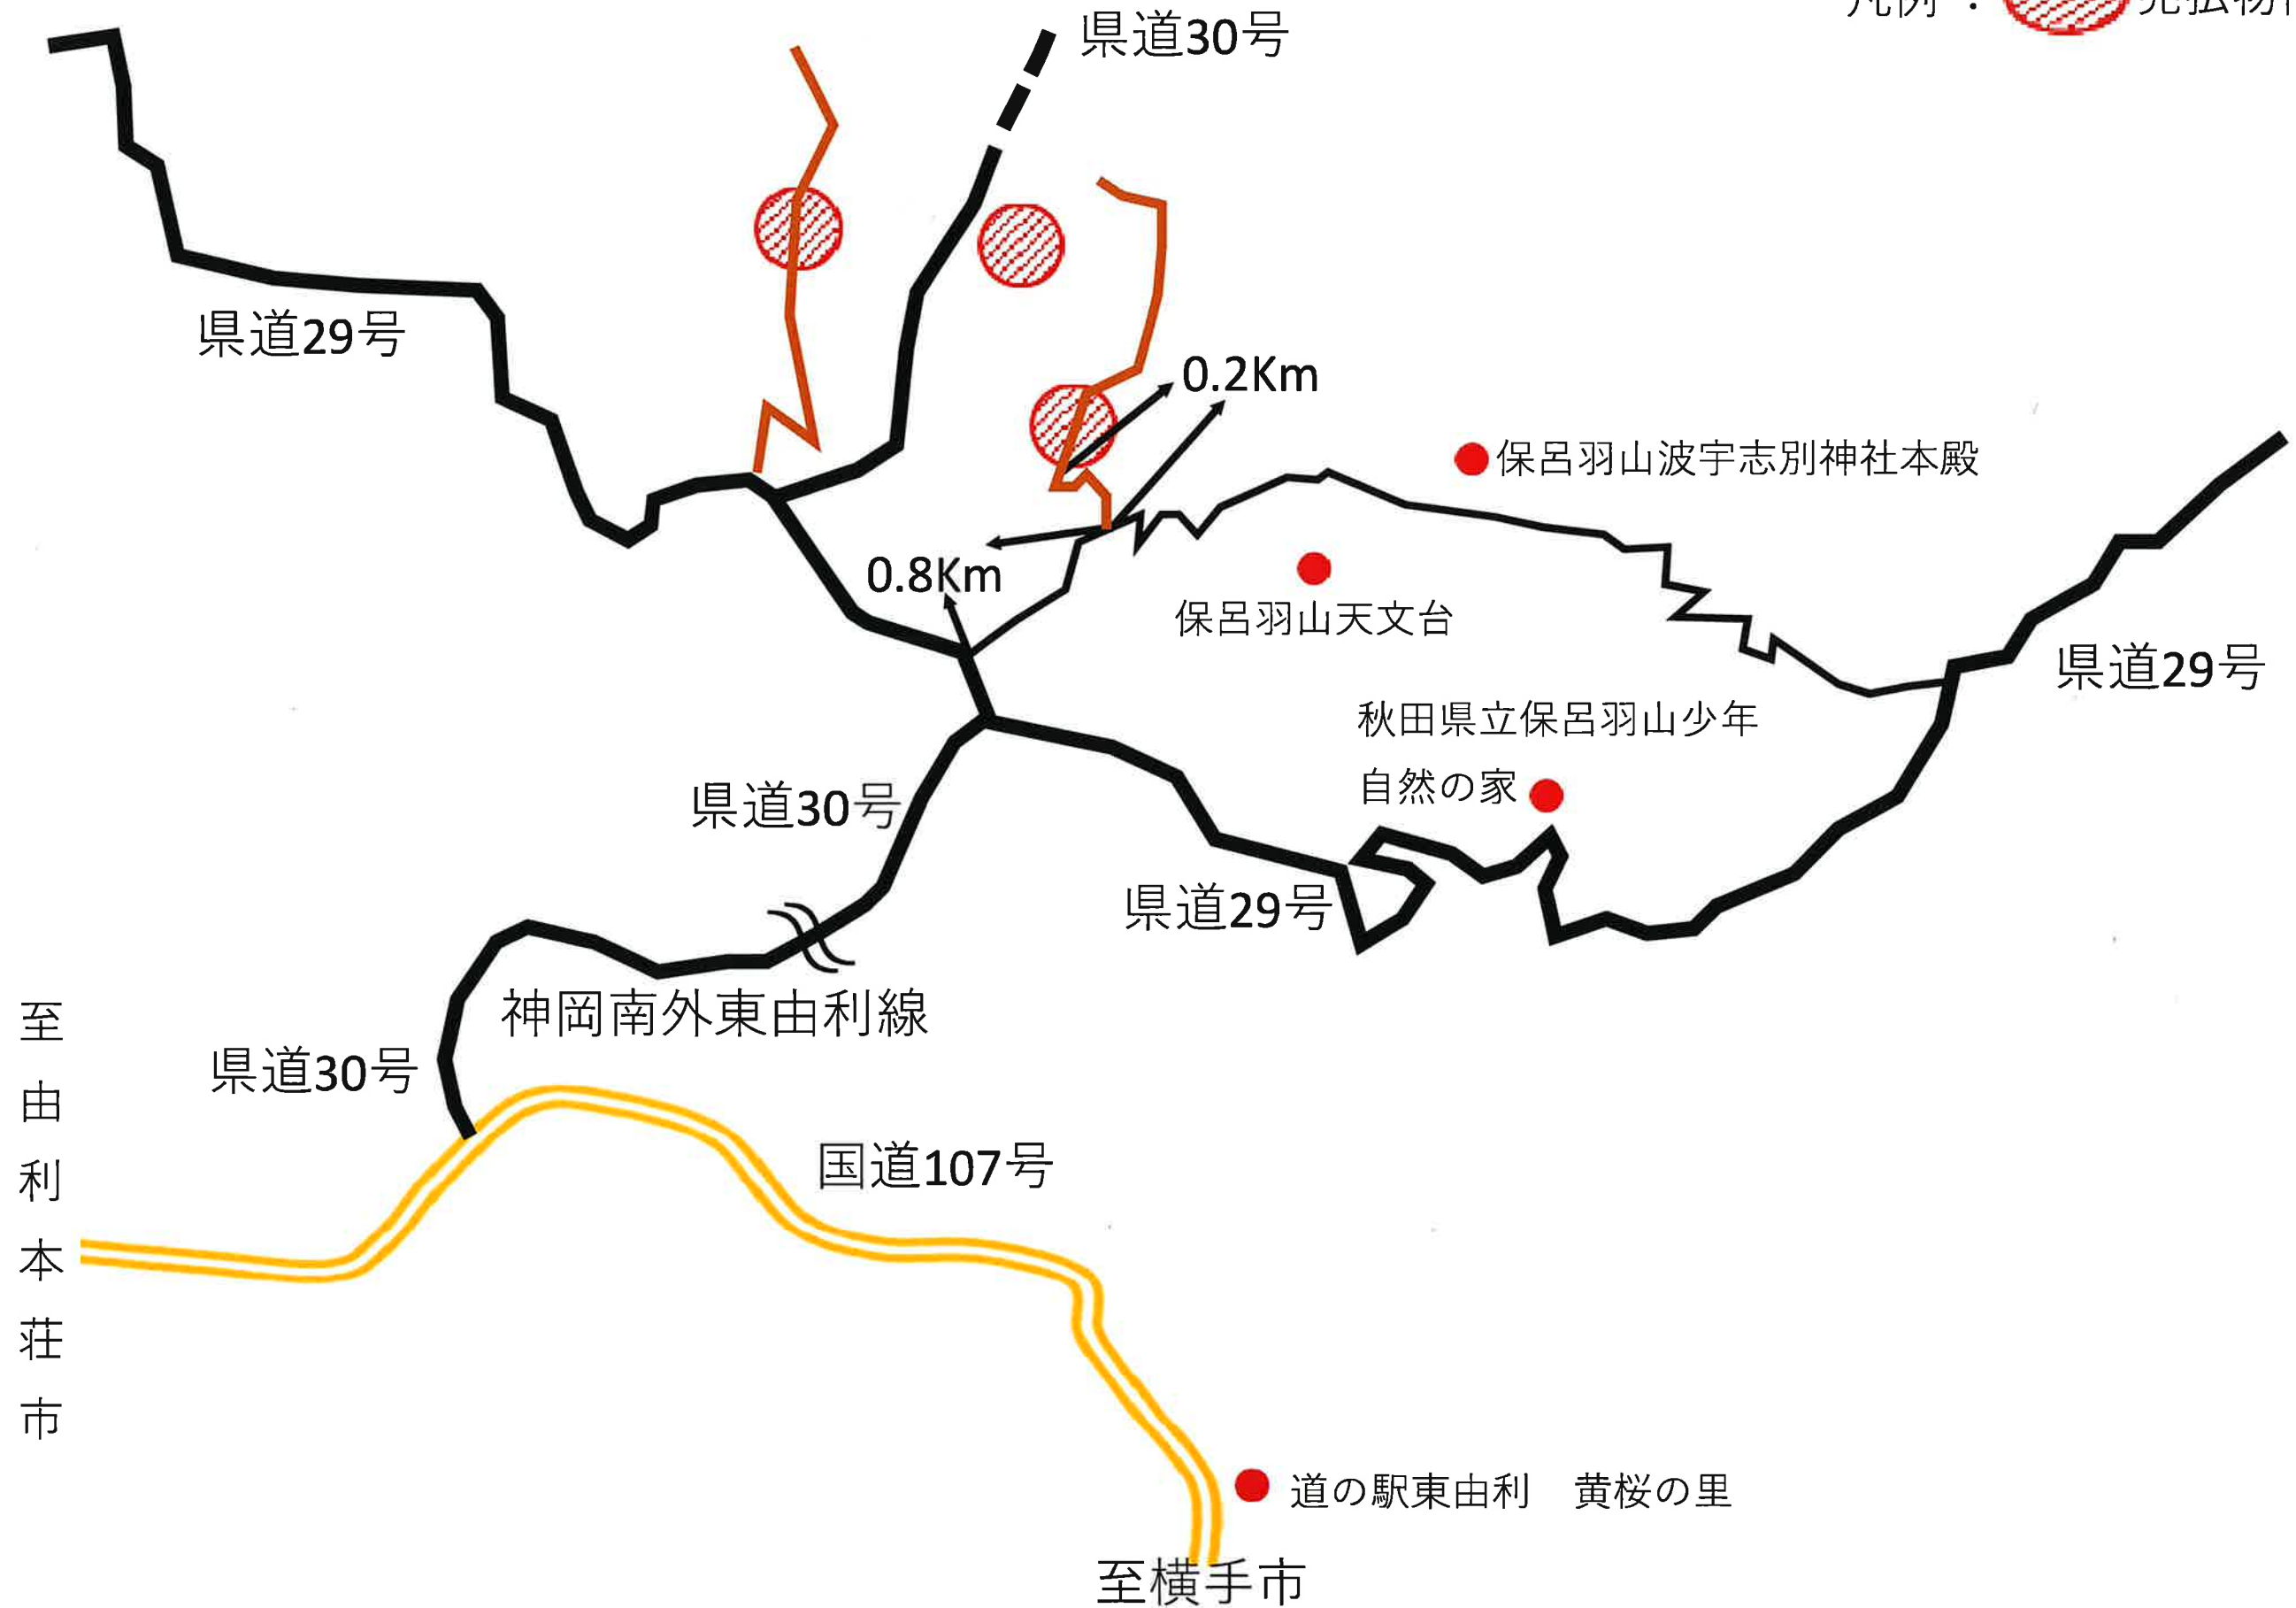 凡例：
県道30号
県道29号
0.2Km
保呂羽山波宇志別神社本殿
0.8Km
保呂羽山天文台
県道29号
秋田県立保呂羽山少年
自然の家
県道30号
県道29号
神岡南外東由利線
至由利本荘市
県道30号
国道107号
道の駅東由利　黄桜の里
至横手市